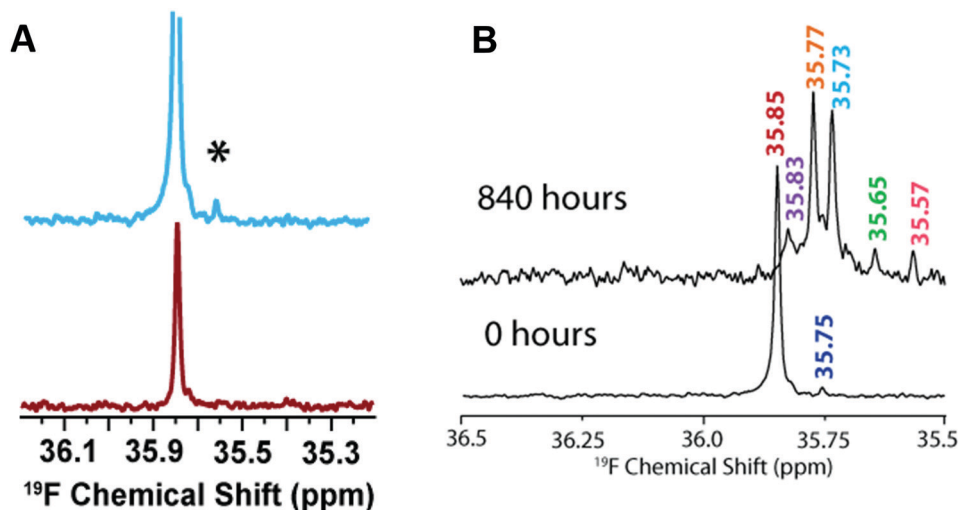 A
*
36.1 35.9 35.5 35.3
19F Chemical Shift (ppm)
B
840 hours
0 hours
35.85
35.83
35.77
35.73
35.65
35.57
35.75
36.5 36.25 36.0 35.75 35.5
19F Chemical Shift (ppm)